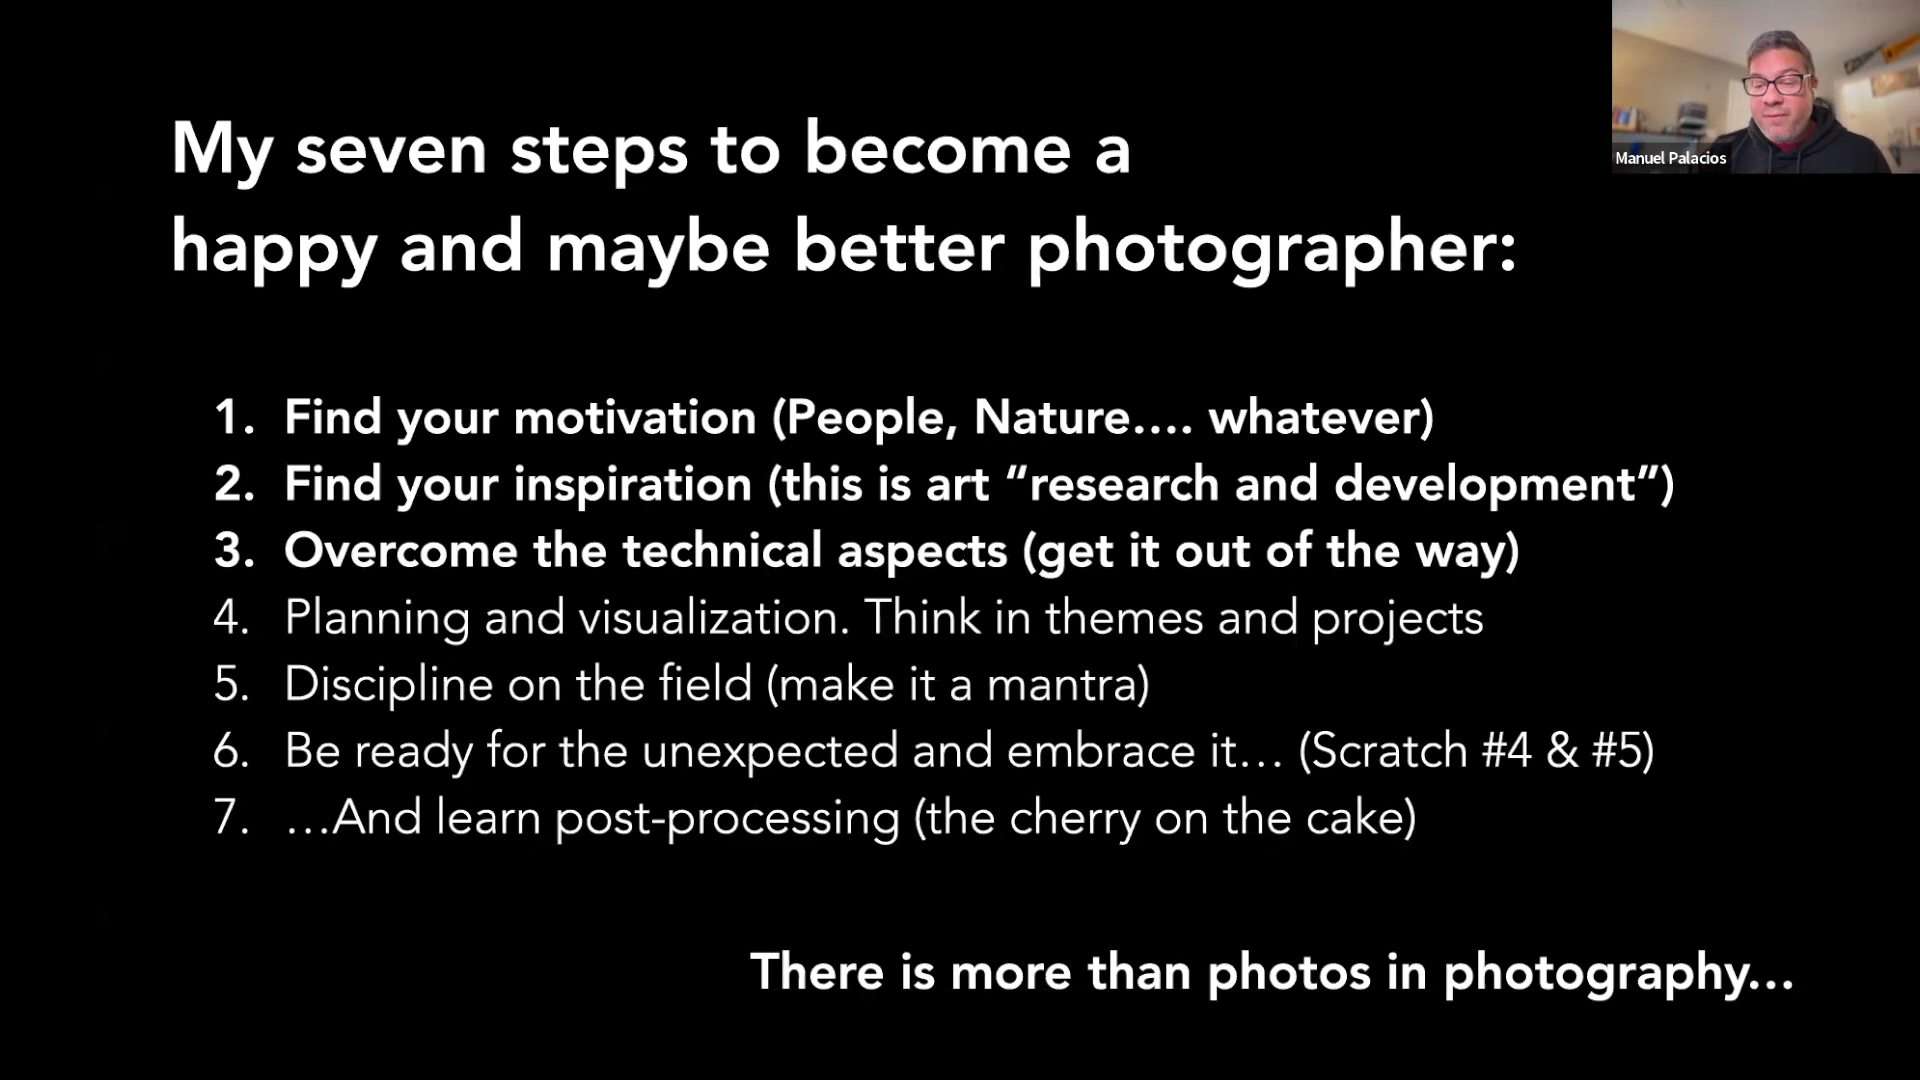 My seven steps to become a
happy and maybe better photographer:
Manuel Palacios
1. Find your motivation (People, Nature…. whatever)
2. Find your inspiration (this is art “research and development”)
3. Overcome the technical aspects (get it out of the way)
4. Planning and visualization. Think in themes and projects
5. Discipline on the field (make it a mantra)
6. Be ready for the unexpected and embrace it… (Scratch #4 & #5)
7. …And learn post-processing (the cherry on the cake)
There is more than photos in photography…